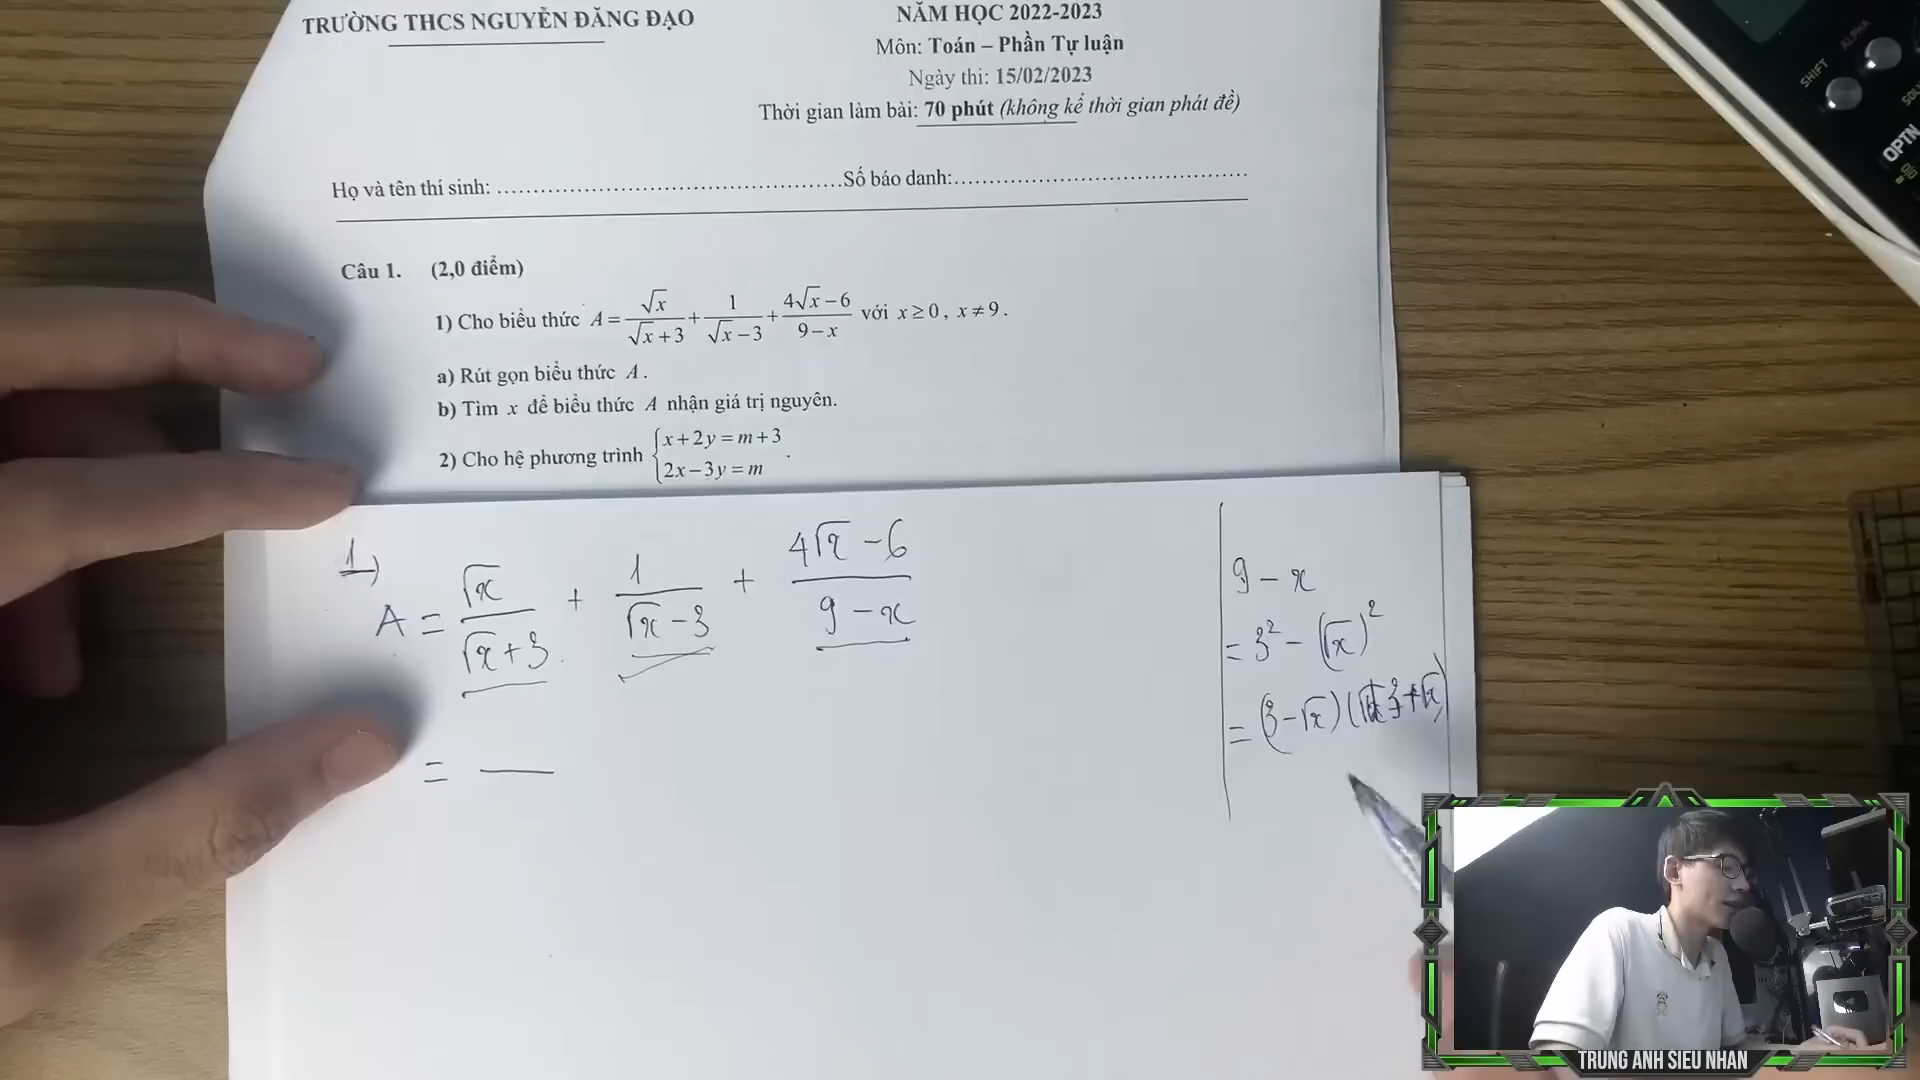 TRƯỜNG THCS NGUYỄN ĐĂNG ĐẠO
NĂM HỌC 2022-2023
Môn: Toán – Phần Tự luận
Ngày thi: 15/02/2023
Thời gian làm bài: 70 phút (không kể thời gian phát đề)
Họ và tên thí sinh: ................................................Số báo danh:.........................................
Câu 1. (2,0 điểm)
1) Cho biểu thức A = √x/(√x+3) + 1/(√x−3) + (4√x−6)/(9−x) với x ≥ 0, x ≠ 9.
a) Rút gọn biểu thức A.
b) Tìm x để biểu thức A nhận giá trị nguyên.
2) Cho hệ phương trình { x+2y = m+3
2x−3y = m .
1)
A = √x/(√x+3) + 1/(√x−3) + (4√x−6)/(9−x)
=
9 − x
= 3² − (√x)²
= (3−√x)(3+√x)
SHIFT
ALPHA
OPTN
TRUNG ANH SIEU NHAN